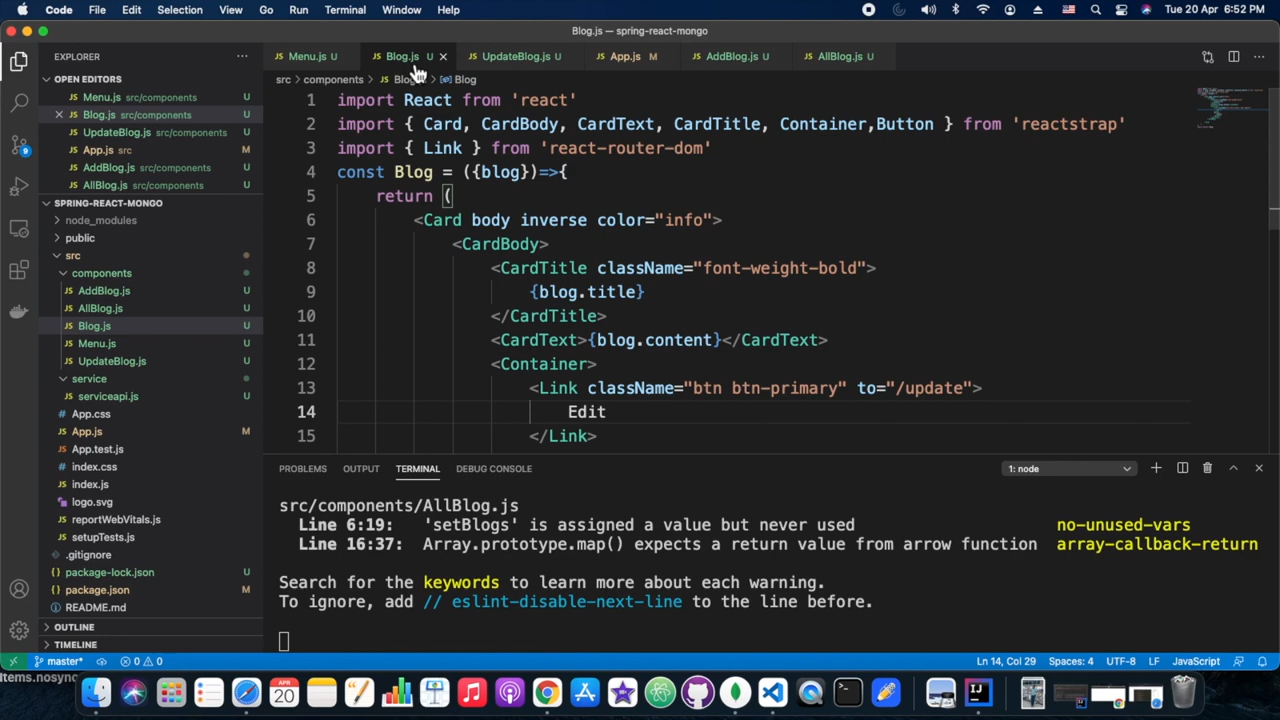 Code File Edit Selection View Go Run Terminal Window Help Tue 20 Apr 6:52 PM
Blog.js — spring-react-mongo
EXPLORER
OPEN EDITORS
Menu.js src/components U
Blog.js src/components U
UpdateBlog.js src/components U
App.js src M
AddBlog.js src/components U
AllBlog.js src/components U
SPRING-REACT-MONGO
node_modules
public
src
components
AddBlog.js U
AllBlog.js U
Blog.js U
Menu.js U
UpdateBlog.js U
service
serviceapi.js U
App.css
App.js M
App.test.js
index.css
index.js
logo.svg
reportWebVitals.js
setupTests.js
.gitignore
package-lock.json U
package.json M
README.md
OUTLINE
TIMELINE
Menu.js U Blog.js U UpdateBlog.js U App.js M AddBlog.js U AllBlog.js U
src > components > Blog
1 import React from 'react'
2 import { Card, CardBody, CardText, CardTitle, Container,Button } from 'reactstrap'
3 import { Link } from 'react-router-dom'
4 const Blog = ({blog})=>{
5 return (
6 <Card body inverse color="info">
7 <CardBody>
8 <CardTitle className="font-weight-bold">
9 {blog.title}
10 </CardTitle>
11 <CardText>{blog.content}</CardText>
12 <Container>
13 <Link className="btn btn-primary" to="/update">
14 Edit
15 </Link>
PROBLEMS OUTPUT TERMINAL DEBUG CONSOLE 1: node
src/components/AllBlog.js
Line 6:19: 'setBlogs' is assigned a value but never used no-unused-vars
Line 16:37: Array.prototype.map() expects a return value from arrow function array-callback-return
Search for the keywords to learn more about each warning.
To ignore, add // eslint-disable-next-line to the line before.
master* 0 0 Ln 14, Col 29 Spaces: 4 UTF-8 LF JavaScript
Items.nosync
APR
20